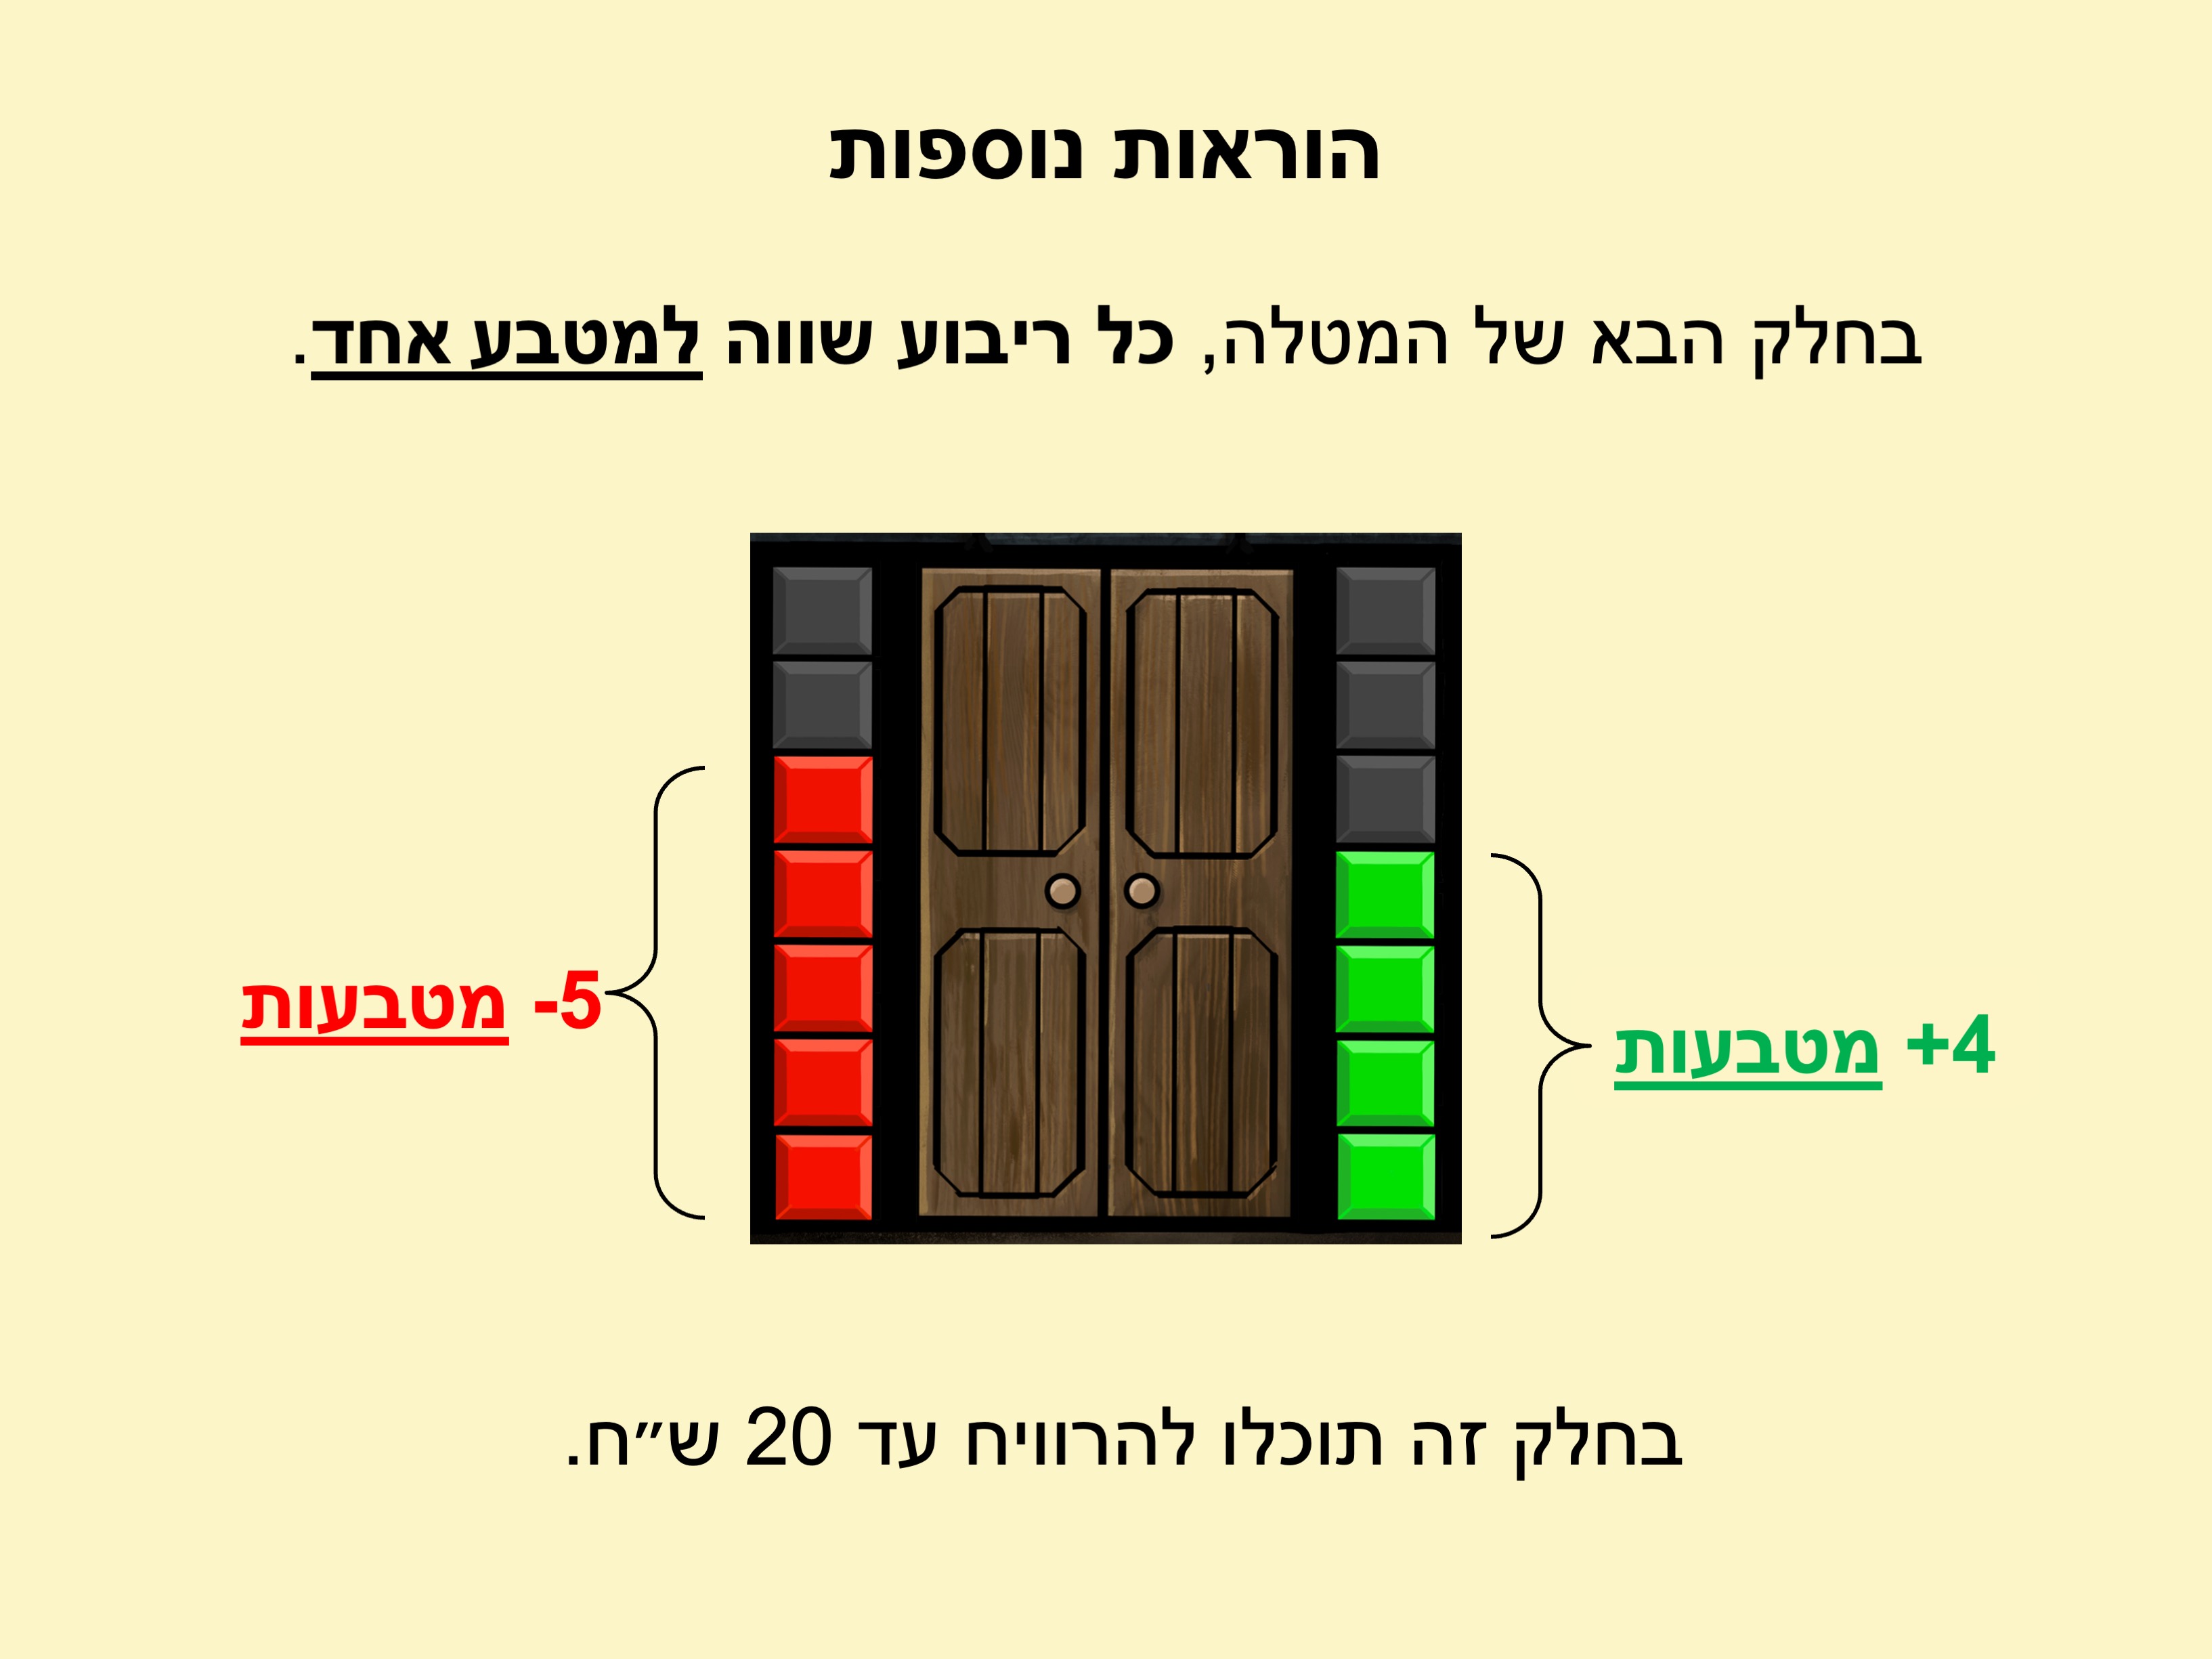 הוראות נוספות
בחלק הבא של המטלה, כל ריבוע שווה למטבע אחד.
5- מטבעות
4+ מטבעות
בחלק זה תוכלו להרוויח עד 20 ש״ח.